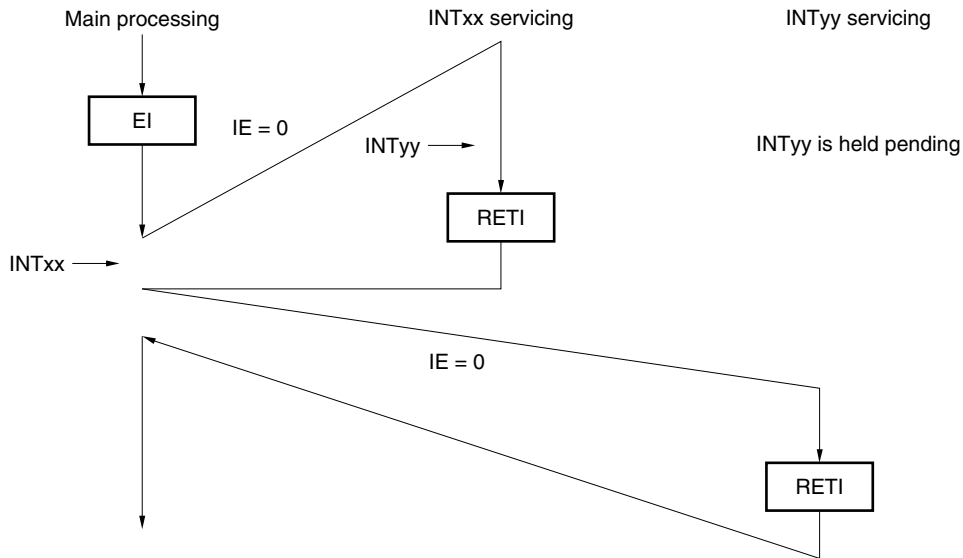 Main processing
INTxx servicing
INTyy servicing
EI
IE = 0
INTyy
INTyy is held pending
RETI
INTxx
IE = 0
RETI